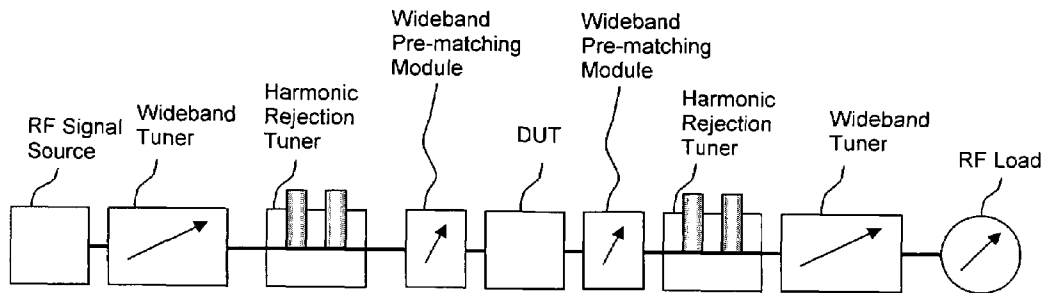 RF Signal
Source
Wideband
Tuner
Harmonic
Rejection
Tuner
Wideband
Pre-matching
Module
DUT
Wideband
Pre-matching
Module
Harmonic
Rejection
Tuner
Wideband
Tuner
RF Load